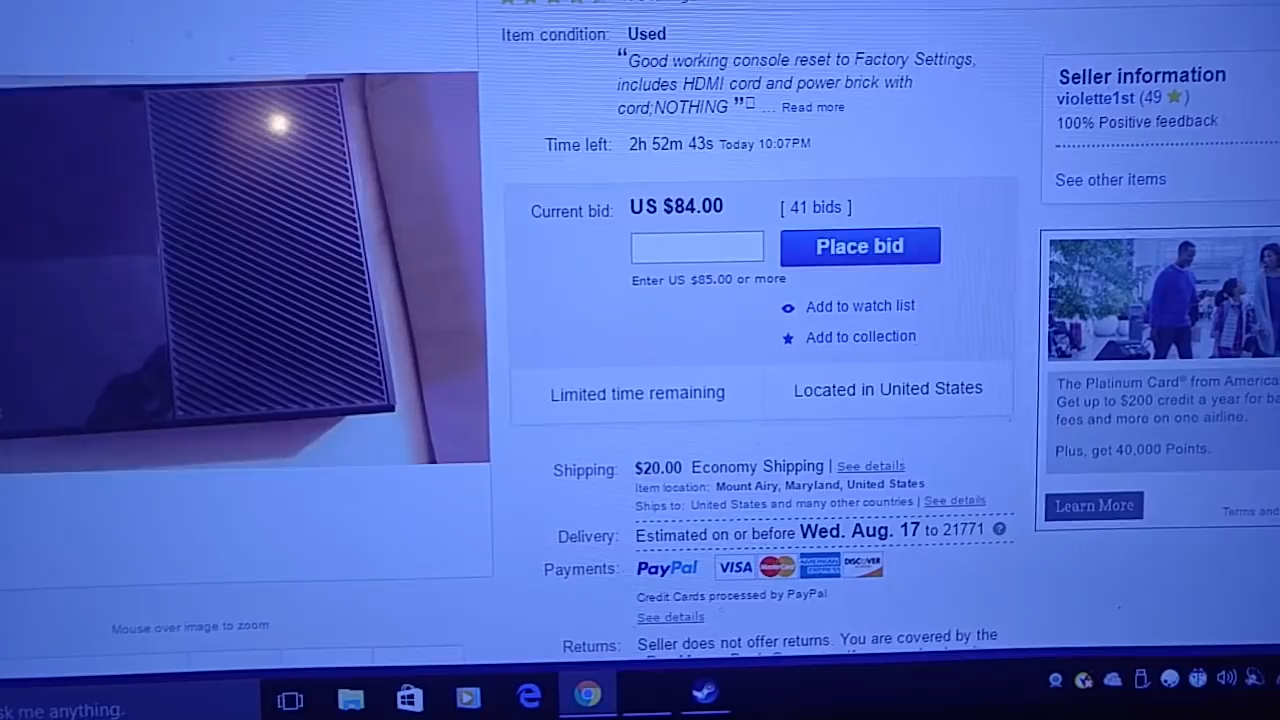 Item condition: Used
“Good working console reset to Factory Settings,
includes HDMI cord and power brick with
cord;NOTHING ” ... Read more
Time left: 2h 52m 43s Today 10:07PM
Current bid: US $84.00 [ 41 bids ]
Place bid
Enter US $85.00 or more
Add to watch list
Add to collection
Limited time remaining
Located in United States
Shipping: $20.00 Economy Shipping | See details
Item location: Mount Airy, Maryland, United States
Ships to: United States and many other countries | See details
Delivery: Estimated on or before Wed. Aug. 17 to 21771 ?
Payments: PayPal VISA MasterCard AMERICAN EXPRESS DISCOVER
Credit Cards processed by PayPal
See details
Returns: Seller does not offer returns. You are covered by the
Seller information
violette1st (49 )
100% Positive feedback
See other items
The Platinum Card® from America
Get up to $200 credit a year for ba
fees and more on one airline.
Plus, get 40,000 Points.
Learn More
Terms and
Mouse over image to zoom
sk me anything.